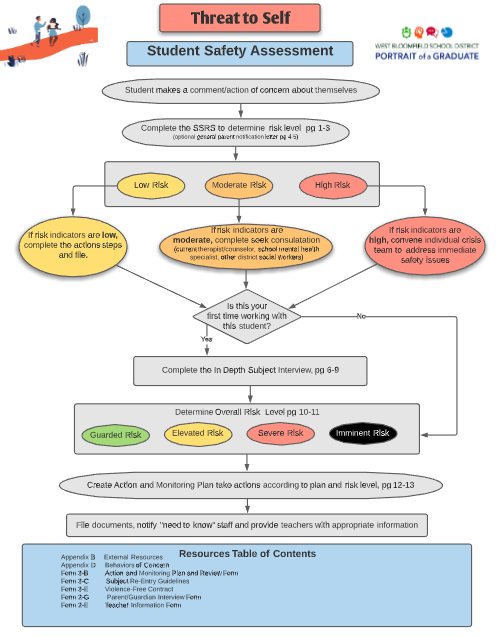 Threat to Self
Student Safety Assessment
WEST BLOOMFIELD SCHOOL DISTRICT
PORTRAIT of a GRADUATE
Student makes a comment/action of concern about themselves
Complete the SSRS to determine risk level pg 1-3
(optional general parent notification letter pg 4-5)
Low Risk
Moderate Risk
High Risk
If risk indicators are low,
complete the actions steps
and file.
If risk indicators are
moderate, complete seek consulatation
(current therapist/counselor, school mental health
specialist, other district social workers)
If risk indicators are
high, convene individual crisis
team to address immediate
safety issues
Is this your
first time working with
this student?
No
Yes
Complete the In Depth Subject Interview, pg 6-9
Determine Overall Risk Level pg 10-11
Guarded Risk
Elevated Risk
Severe Risk
Imminent Risk
Create Action and Monitoring Plan take actions according to plan and risk level, pg 12-13
File documents, notify "need to know" staff and provide teachers with appropriate information
Resources Table of Contents
Appendix B External Resources
Appendix D Behaviors of Concern
Form 3-B Action and Monitoring Plan and Review Form
Form 3-C Subject Re-Entry Guidelines
Form 3-E Violence-Free Contract
Form 2-G Parent/Guardian Interview Form
Form 2-E Teacher Information Form